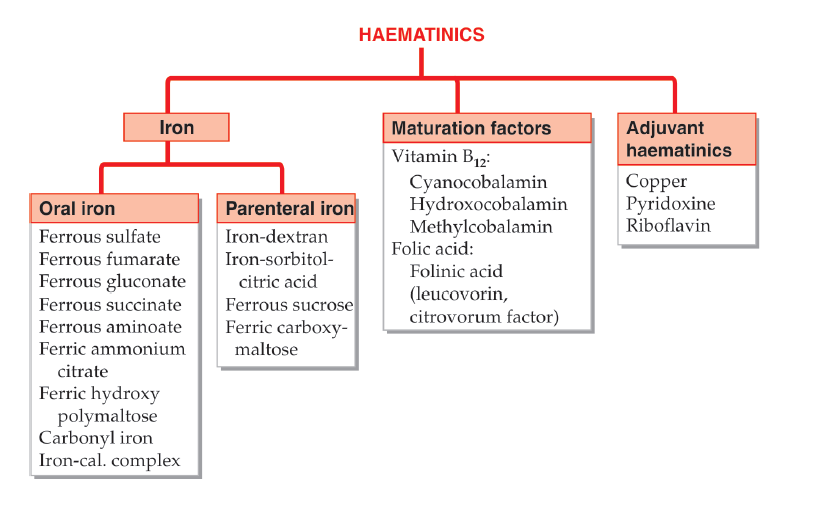 HAEMATINICS
Iron
Oral iron
Ferrous sulfate
Ferrous fumarate
Ferrous gluconate
Ferrous succinate
Ferrous aminoate
Ferric ammonium
citrate
Ferric hydroxy
polymaltose
Carbonyl iron
Iron-cal. complex
Parenteral iron
Iron-dextran
Iron-sorbitol-
citric acid
Ferrous sucrose
Ferric carboxy-
maltose
Maturation factors
Vitamin B₁₂:
Cyanocobalamin
Hydroxocobalamin
Methylcobalamin
Folic acid:
Folinic acid
(leucovorin,
citrovorum factor)
Adjuvant
haematinics
Copper
Pyridoxine
Riboflavin